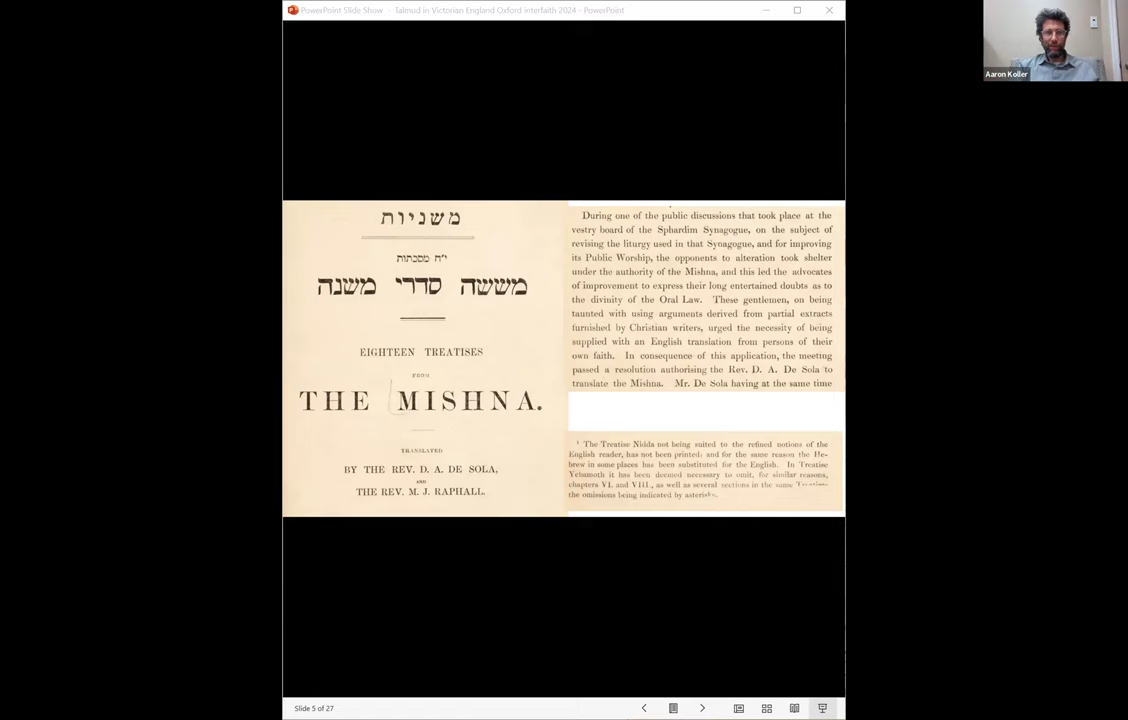 PowerPoint Slide Show - Talmud in Victorian England Oxford interfaith 2024 - PowerPoint
Aaron Koller
משניות
י״ח מסכתות
מששה סדרי משנה
EIGHTEEN TREATISES
FROM
THE MISHNA.
TRANSLATED
BY THE REV. D. A. DE SOLA,
AND
THE REV. M. J. RAPHALL.
During one of the public discussions that took place at the
vestry board of the Sphardim Synagogue, on the subject of
revising the liturgy used in that Synagogue, and for improving
its Public Worship, the opponents to alteration took shelter
under the authority of the Mishna, and this led the advocates
of improvement to express their long entertained doubts as to
the divinity of the Oral Law. These gentlemen, on being
taunted with using arguments derived from partial extracts
furnished by Christian writers, urged the necessity of being
supplied with an English translation from persons of their
own faith. In consequence of this application, the meeting
passed a resolution authorising the Rev. D. A. De Sola to
translate the Mishna. Mr. De Sola having at the same time
¹ The Treatise Nidda not being suited to the refined notions of the
English reader, has not been printed; and for the same reason the He-
brew in some places has been substituted for the English. In Treatise
Yebamoth it has been deemed necessary to omit, for similar reasons,
chapters VI. and VIII., as well as several sections in the same Treatise,
the omissions being indicated by asterisks.
Slide 5 of 27